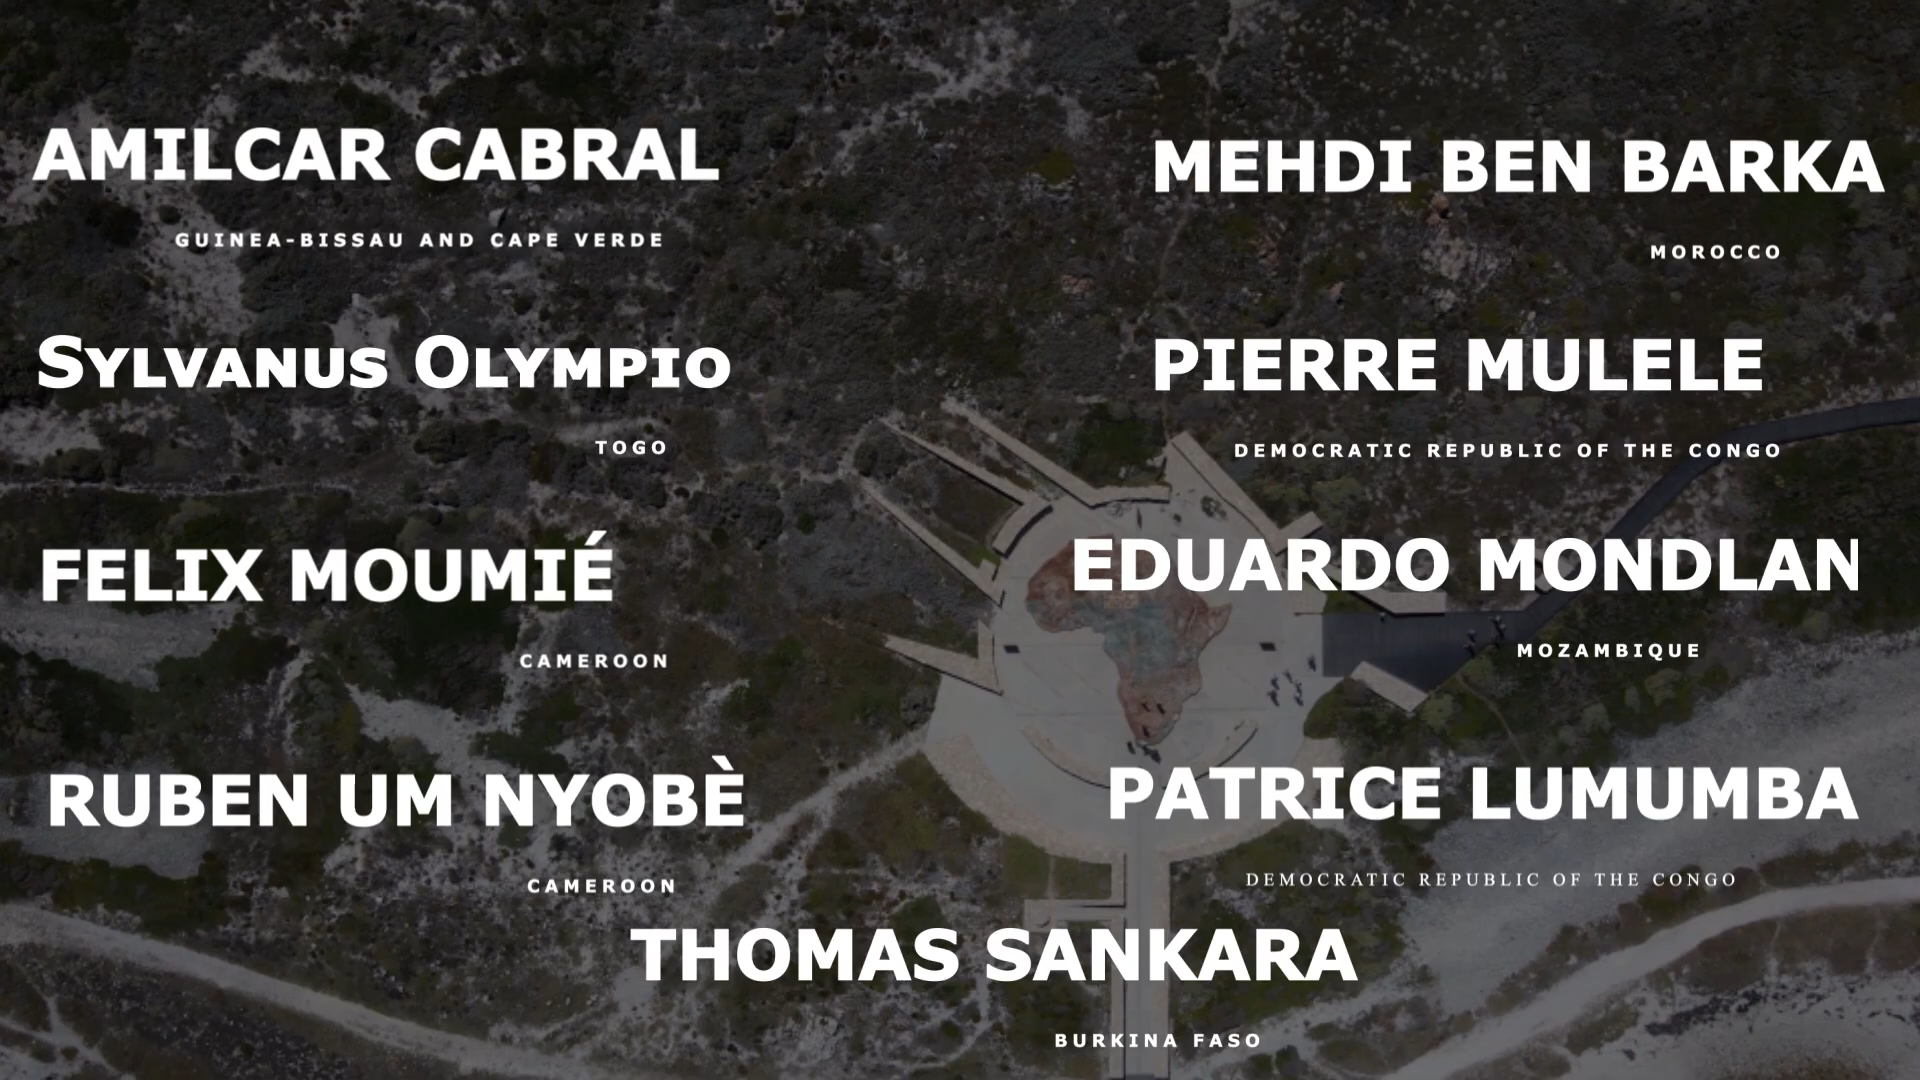 AMILCAR CABRAL
GUINEA-BISSAU AND CAPE VERDE
Sylvanus Olympio
TOGO
FELIX MOUMIÉ
CAMEROON
RUBEN UM NYOBÈ
CAMEROON
MEHDI BEN BARKA
MOROCCO
PIERRE MULELE
DEMOCRATIC REPUBLIC OF THE CONGO
EDUARDO MONDLAN
MOZAMBIQUE
PATRICE LUMUMBA
DEMOCRATIC REPUBLIC OF THE CONGO
THOMAS SANKARA
BURKINA FASO